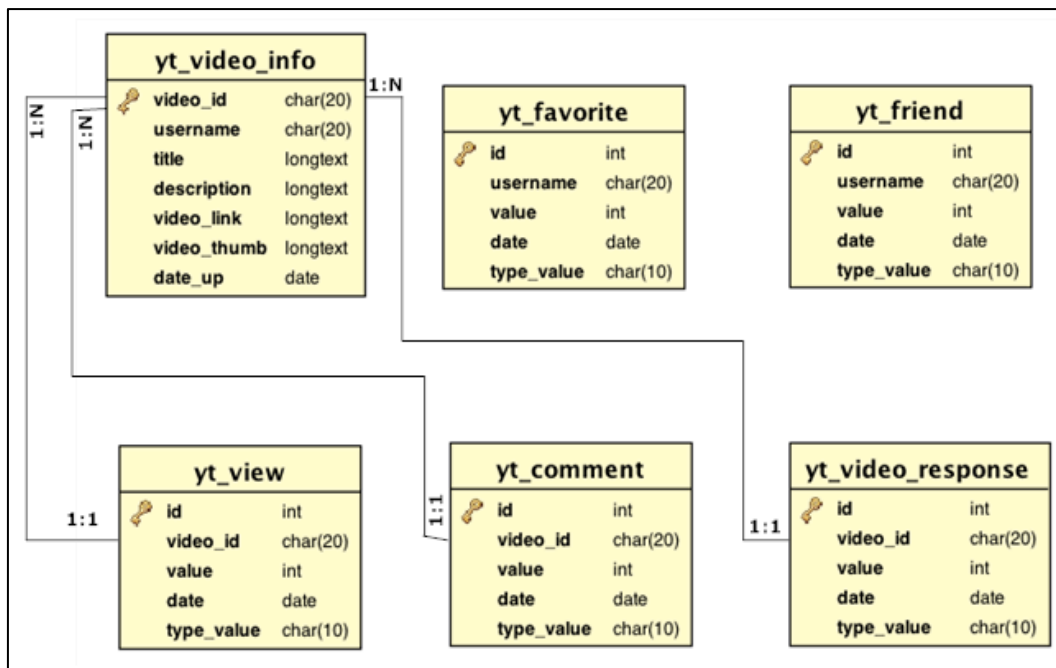 yt_video_info
video_id char(20)
username char(20)
title longtext
description longtext
video_link longtext
video_thumb longtext
date_up date
1:N
1:N
1:N
yt_favorite
id int
username char(20)
value int
date date
type_value char(10)
yt_friend
id int
username char(20)
value int
date date
type_value char(10)
yt_view
id int
video_id char(20)
value int
date date
type_value char(10)
1:1
yt_comment
id int
video_id char(20)
value int
date date
type_value char(10)
1:1
yt_video_response
id int
video_id char(20)
value int
date date
type_value char(10)
1:1